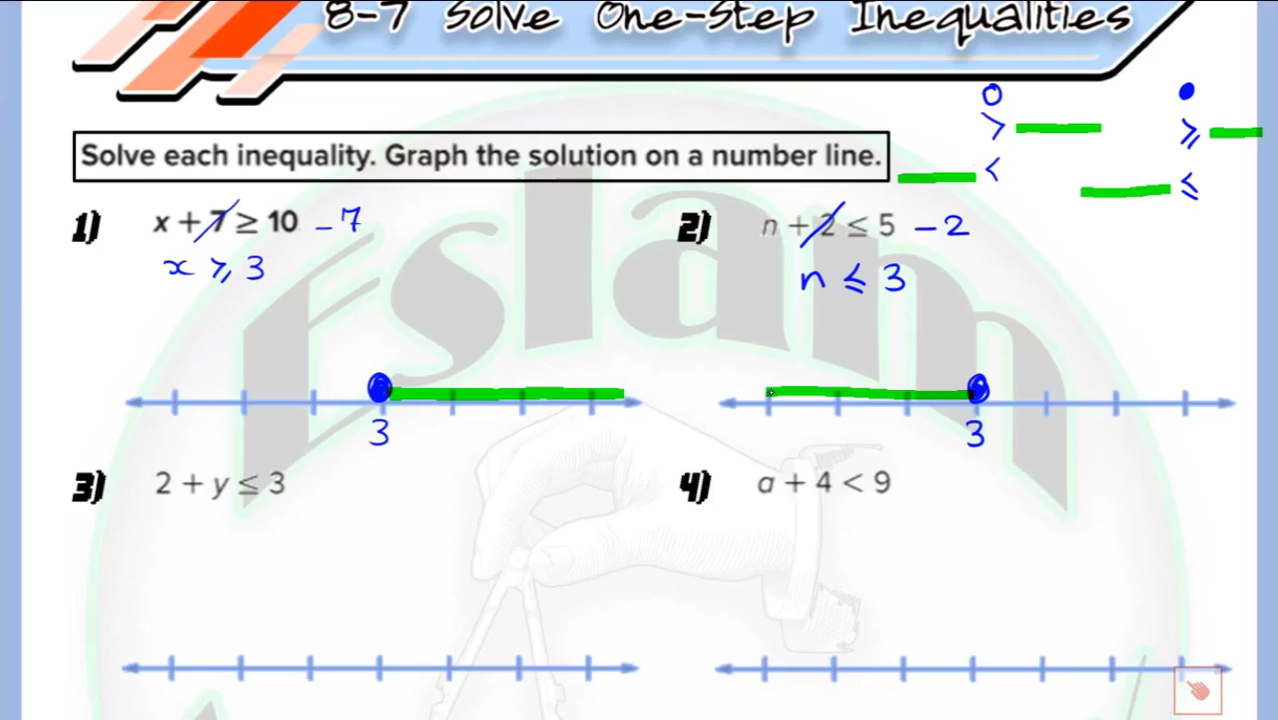 8-7 Solve One-Step Inequalities
Solve each inequality. Graph the solution on a number line.
> ≥
< ≤
1) x + 7 ≥ 10 - 7
x ≥ 3
2) n + 2 ≤ 5 - 2
n ≤ 3
Eslam
3
3
3) 2 + y ≤ 3
4) a + 4 < 9